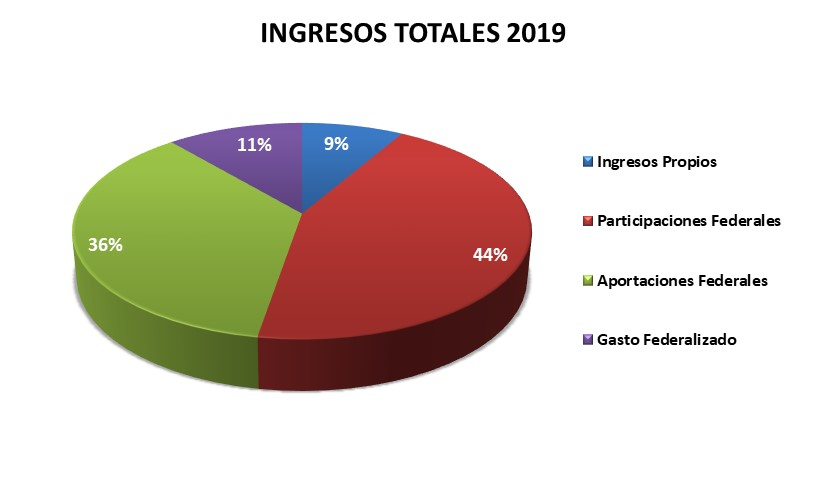 INGRESOS TOTALES 2019
11%
9%
36%
44%
Ingresos Propios
Participaciones Federales
Aportaciones Federales
Gasto Federalizado